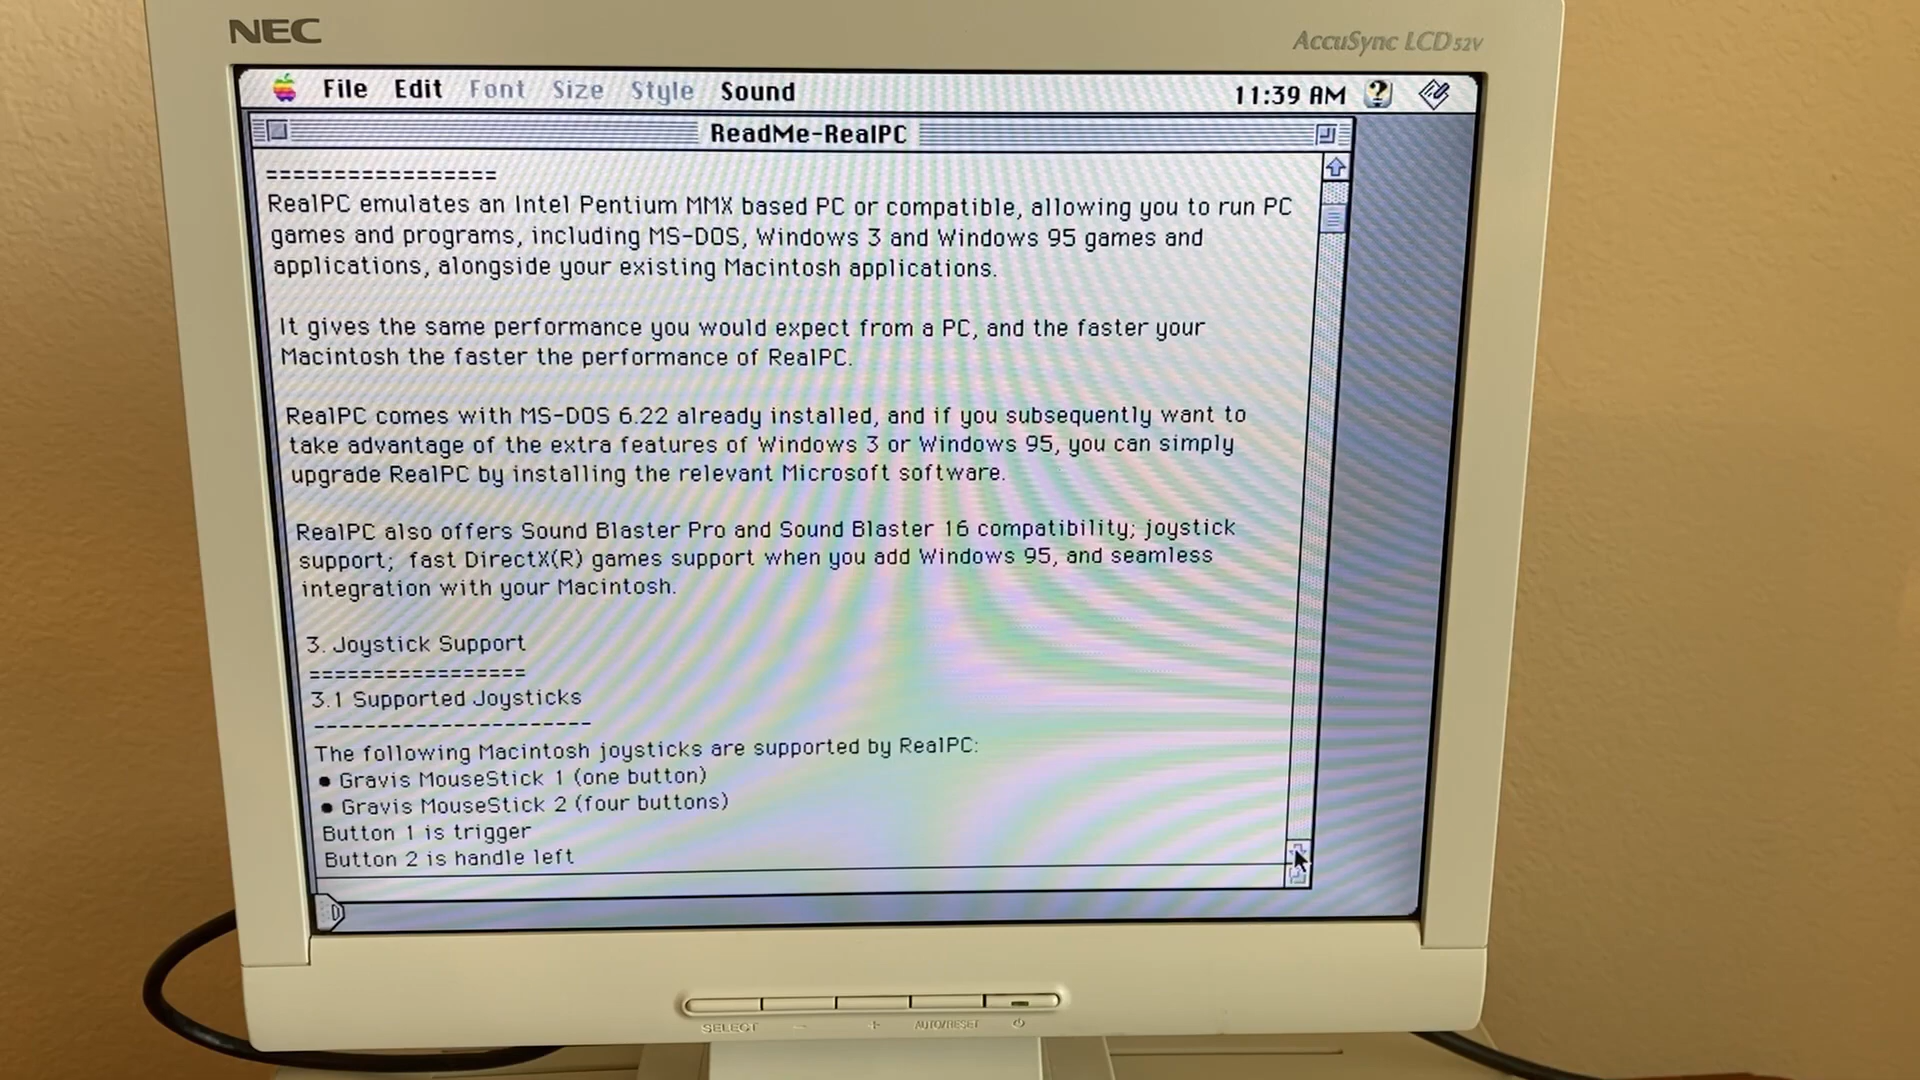 NEC
AccuSync LCD52V
File Edit Font Size Style Sound 11:39 AM
ReadMe-RealPC
=================
RealPC emulates an Intel Pentium MMX based PC or compatible, allowing you to run PC
games and programs, including MS-DOS, Windows 3 and Windows 95 games and
applications, alongside your existing Macintosh applications.
It gives the same performance you would expect from a PC, and the faster your
Macintosh the faster the performance of RealPC.
RealPC comes with MS-DOS 6.22 already installed, and if you subsequently want to
take advantage of the extra features of Windows 3 or Windows 95, you can simply
upgrade RealPC by installing the relevant Microsoft software.
RealPC also offers Sound Blaster Pro and Sound Blaster 16 compatibility; joystick
support;  fast DirectX(R) games support when you add Windows 95, and seamless
integration with your Macintosh.
3. Joystick Support
=================
3.1 Supported Joysticks
-----------------------
The following Macintosh joysticks are supported by RealPC:
• Gravis MouseStick 1 (one button)
• Gravis MouseStick 2 (four buttons)
Button 1 is trigger
Button 2 is handle left
SELECT - + AUTO/RESET